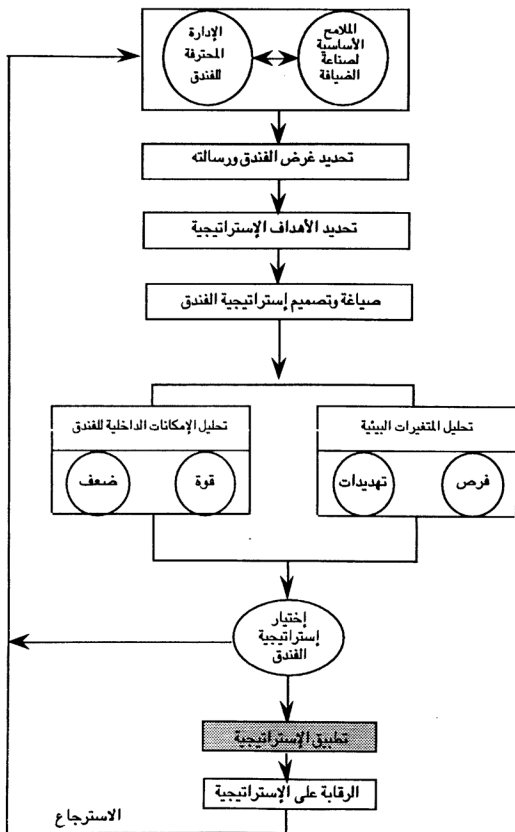 الملامح
الأساسية
لصناعة
الضيافة
الإدارة
المحترفة
للفندق
تحديد غرض الفندق ورسالته
تحديد الأهداف الإستراتيجية
صياغة وتصميم إستراتيجية الفندق
تحليل المتغيرات البيئية
فرص
تهديدات
تحليل الإمكانات الداخلية للفندق
قوة
ضعف
إختيار
إستراتيجية
الفندق
تطبيق الإستراتيجية
الرقابة على الإستراتيجية
الاسترجاع